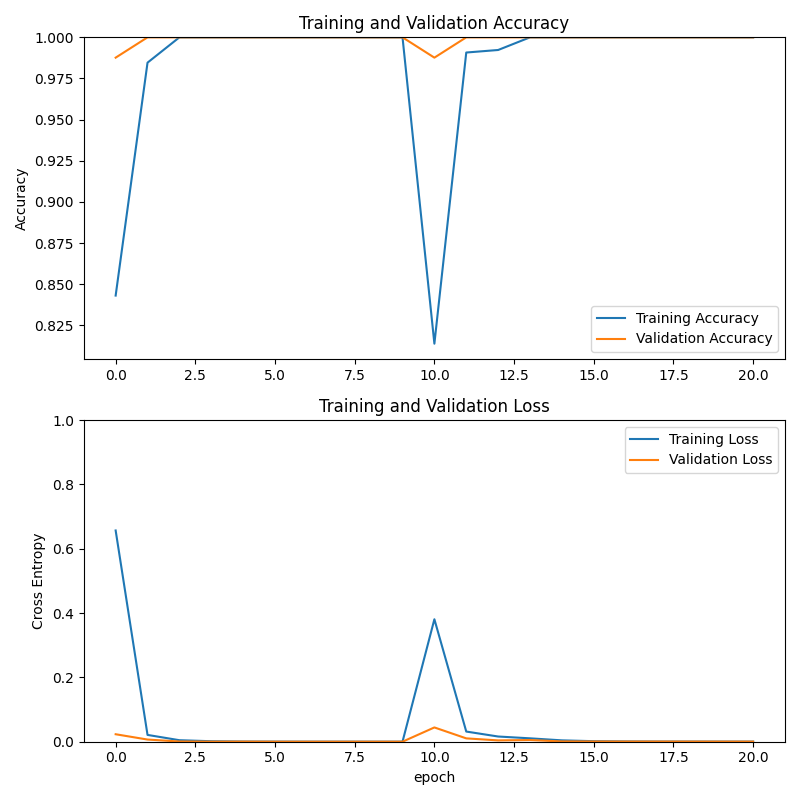 Training and Validation Accuracy
1.000
0.975
0.950
0.925
0.900
0.875
0.850
0.825
Accuracy
Training Accuracy
Validation Accuracy
0.0 2.5 5.0 7.5 10.0 12.5 15.0 17.5 20.0
Training and Validation Loss
1.0
0.8
0.6
0.4
0.2
0.0
Cross Entropy
Training Loss
Validation Loss
0.0 2.5 5.0 7.5 10.0 12.5 15.0 17.5 20.0
epoch